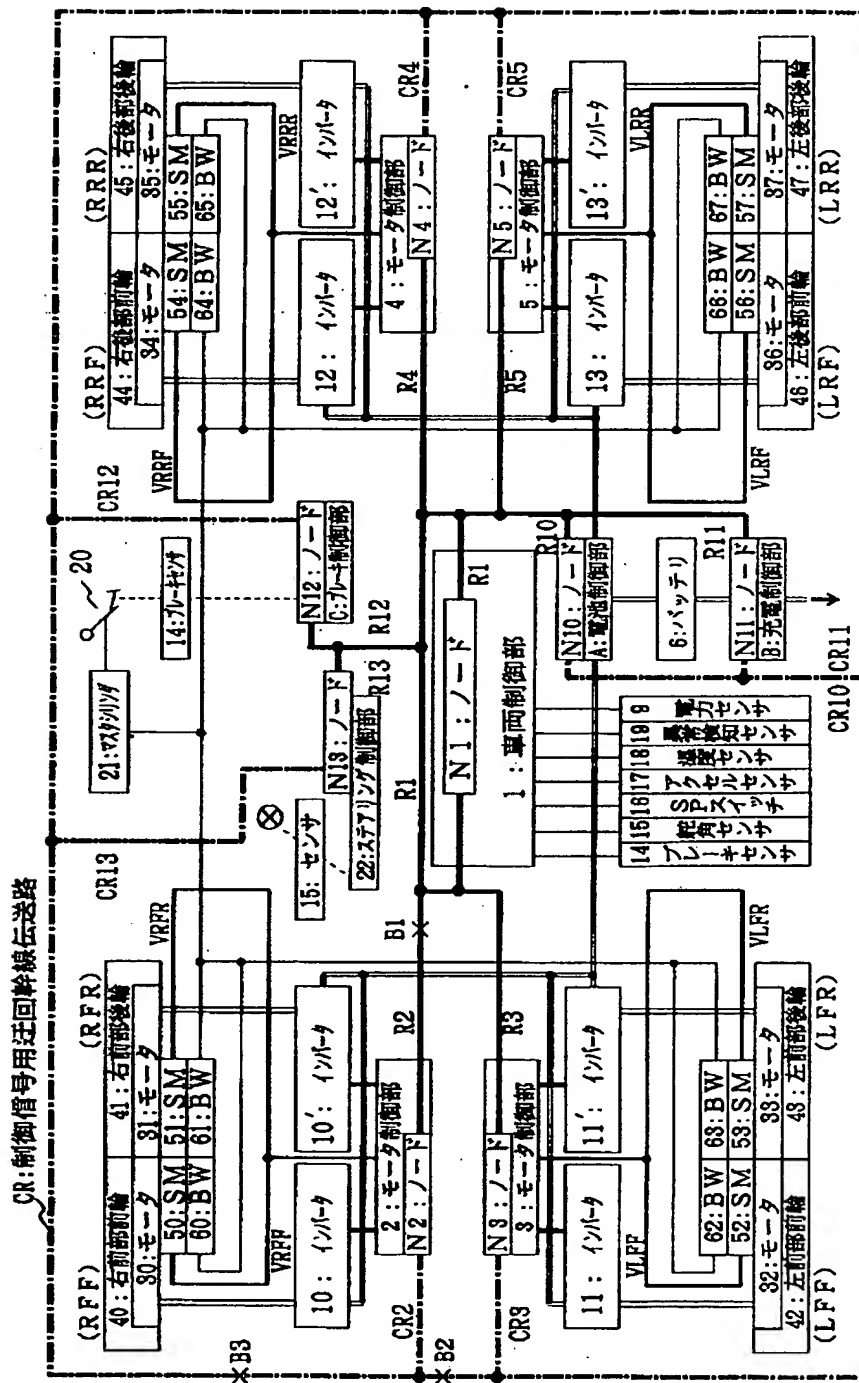 CR:制御信号用迂回幹線伝送路
(RFF)
(RFR)
40:右前部前輪
41:右前部後輪
30:モータ
31:モータ
50:SM
51:SM
60:BW
61:BW
VRFF
VRFR
10: インバータ
10': インバータ
2:モータ制御部
N2:ノード
R2
CR2
B3
B2
B1
CR3
N3:ノード
3:モータ制御部
R3
11: インバータ
11': インバータ
VLFF
VLFR
62:BW
63:BW
52:SM
53:SM
32:モータ
33:モータ
42:左前部前輪
43:左前部後輪
(LFF)
(LFR)
CR13
CR12
21:マスタシリンダ
20
14:ブレーキセンサ
15:センサ
N13:ノード
22:ステアリング制御部
R13
N12:ノード
C:ブレーキ制御部
R12
R1
N1:ノード
R1
1:車両制御部
14 ブレーキセンサ
15 舵角センサ
16 SPスイッチ
17 アクセルセンサ
18 温度センサ
19 異常検知センサ
9 電力センサ
R10
N10:ノード
A:電池制御部
6:バッテリ
R11
N11:ノード
B:充電制御部
CR10
CR11
(RRF)
(RRR)
44:右後部前輪
45:右後部後輪
34:モータ
35:モータ
54:SM
55:SM
64:BW
65:BW
VRRF
VRRR
12: インバータ
12': インバータ
4:モータ制御部
N4:ノード
R4
CR4
R5
CR5
N5:ノード
5:モータ制御部
13: インバータ
13': インバータ
VLRF
VLRR
66:BW
67:BW
56:SM
57:SM
36:モータ
37:モータ
46:左後部前輪
47:左後部後輪
(LRF)
(LRR)